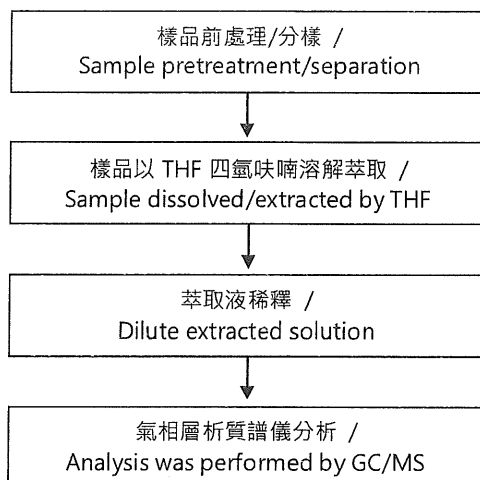 樣品前處理/分樣 /
Sample pretreatment/separation
樣品以 THF 四氫呋喃溶解萃取 /
Sample dissolved/extracted by THF
萃取液稀釋 /
Dilute extracted solution
氣相層析質譜儀分析 /
Analysis was performed by GC/MS